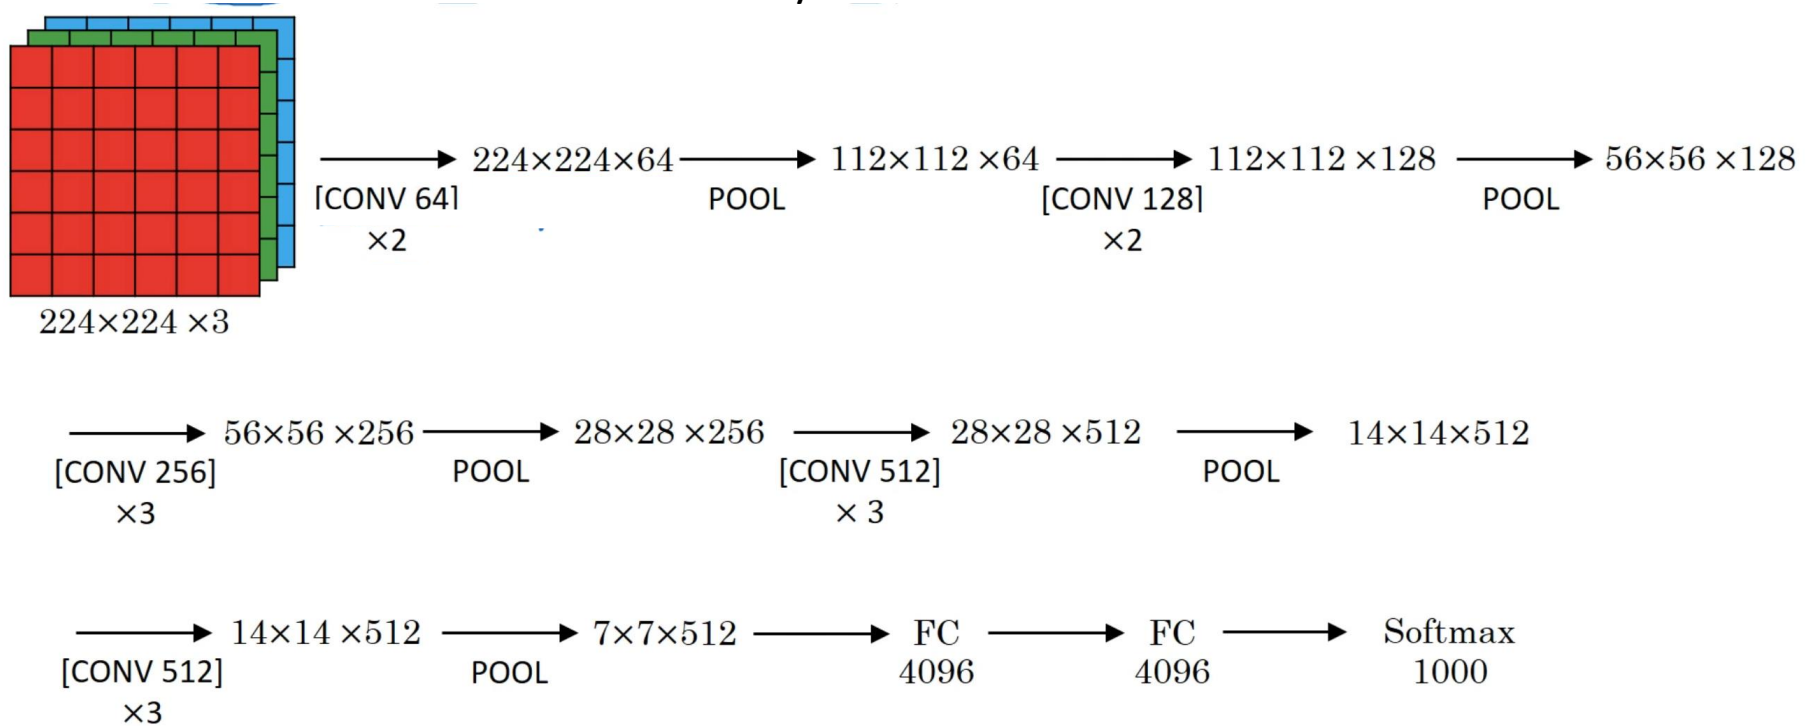 224×224×64 112×112 ×64 112×112 ×128 56×56 ×128
[CONV 64] POOL [CONV 128] POOL
×2 ×2
224×224 ×3
56×56 ×256 28×28 ×256 28×28 ×512 14×14×512
[CONV 256] POOL [CONV 512] POOL
×3 × 3
14×14 ×512 7×7×512 FC FC Softmax
[CONV 512] POOL 4096 4096 1000
×3